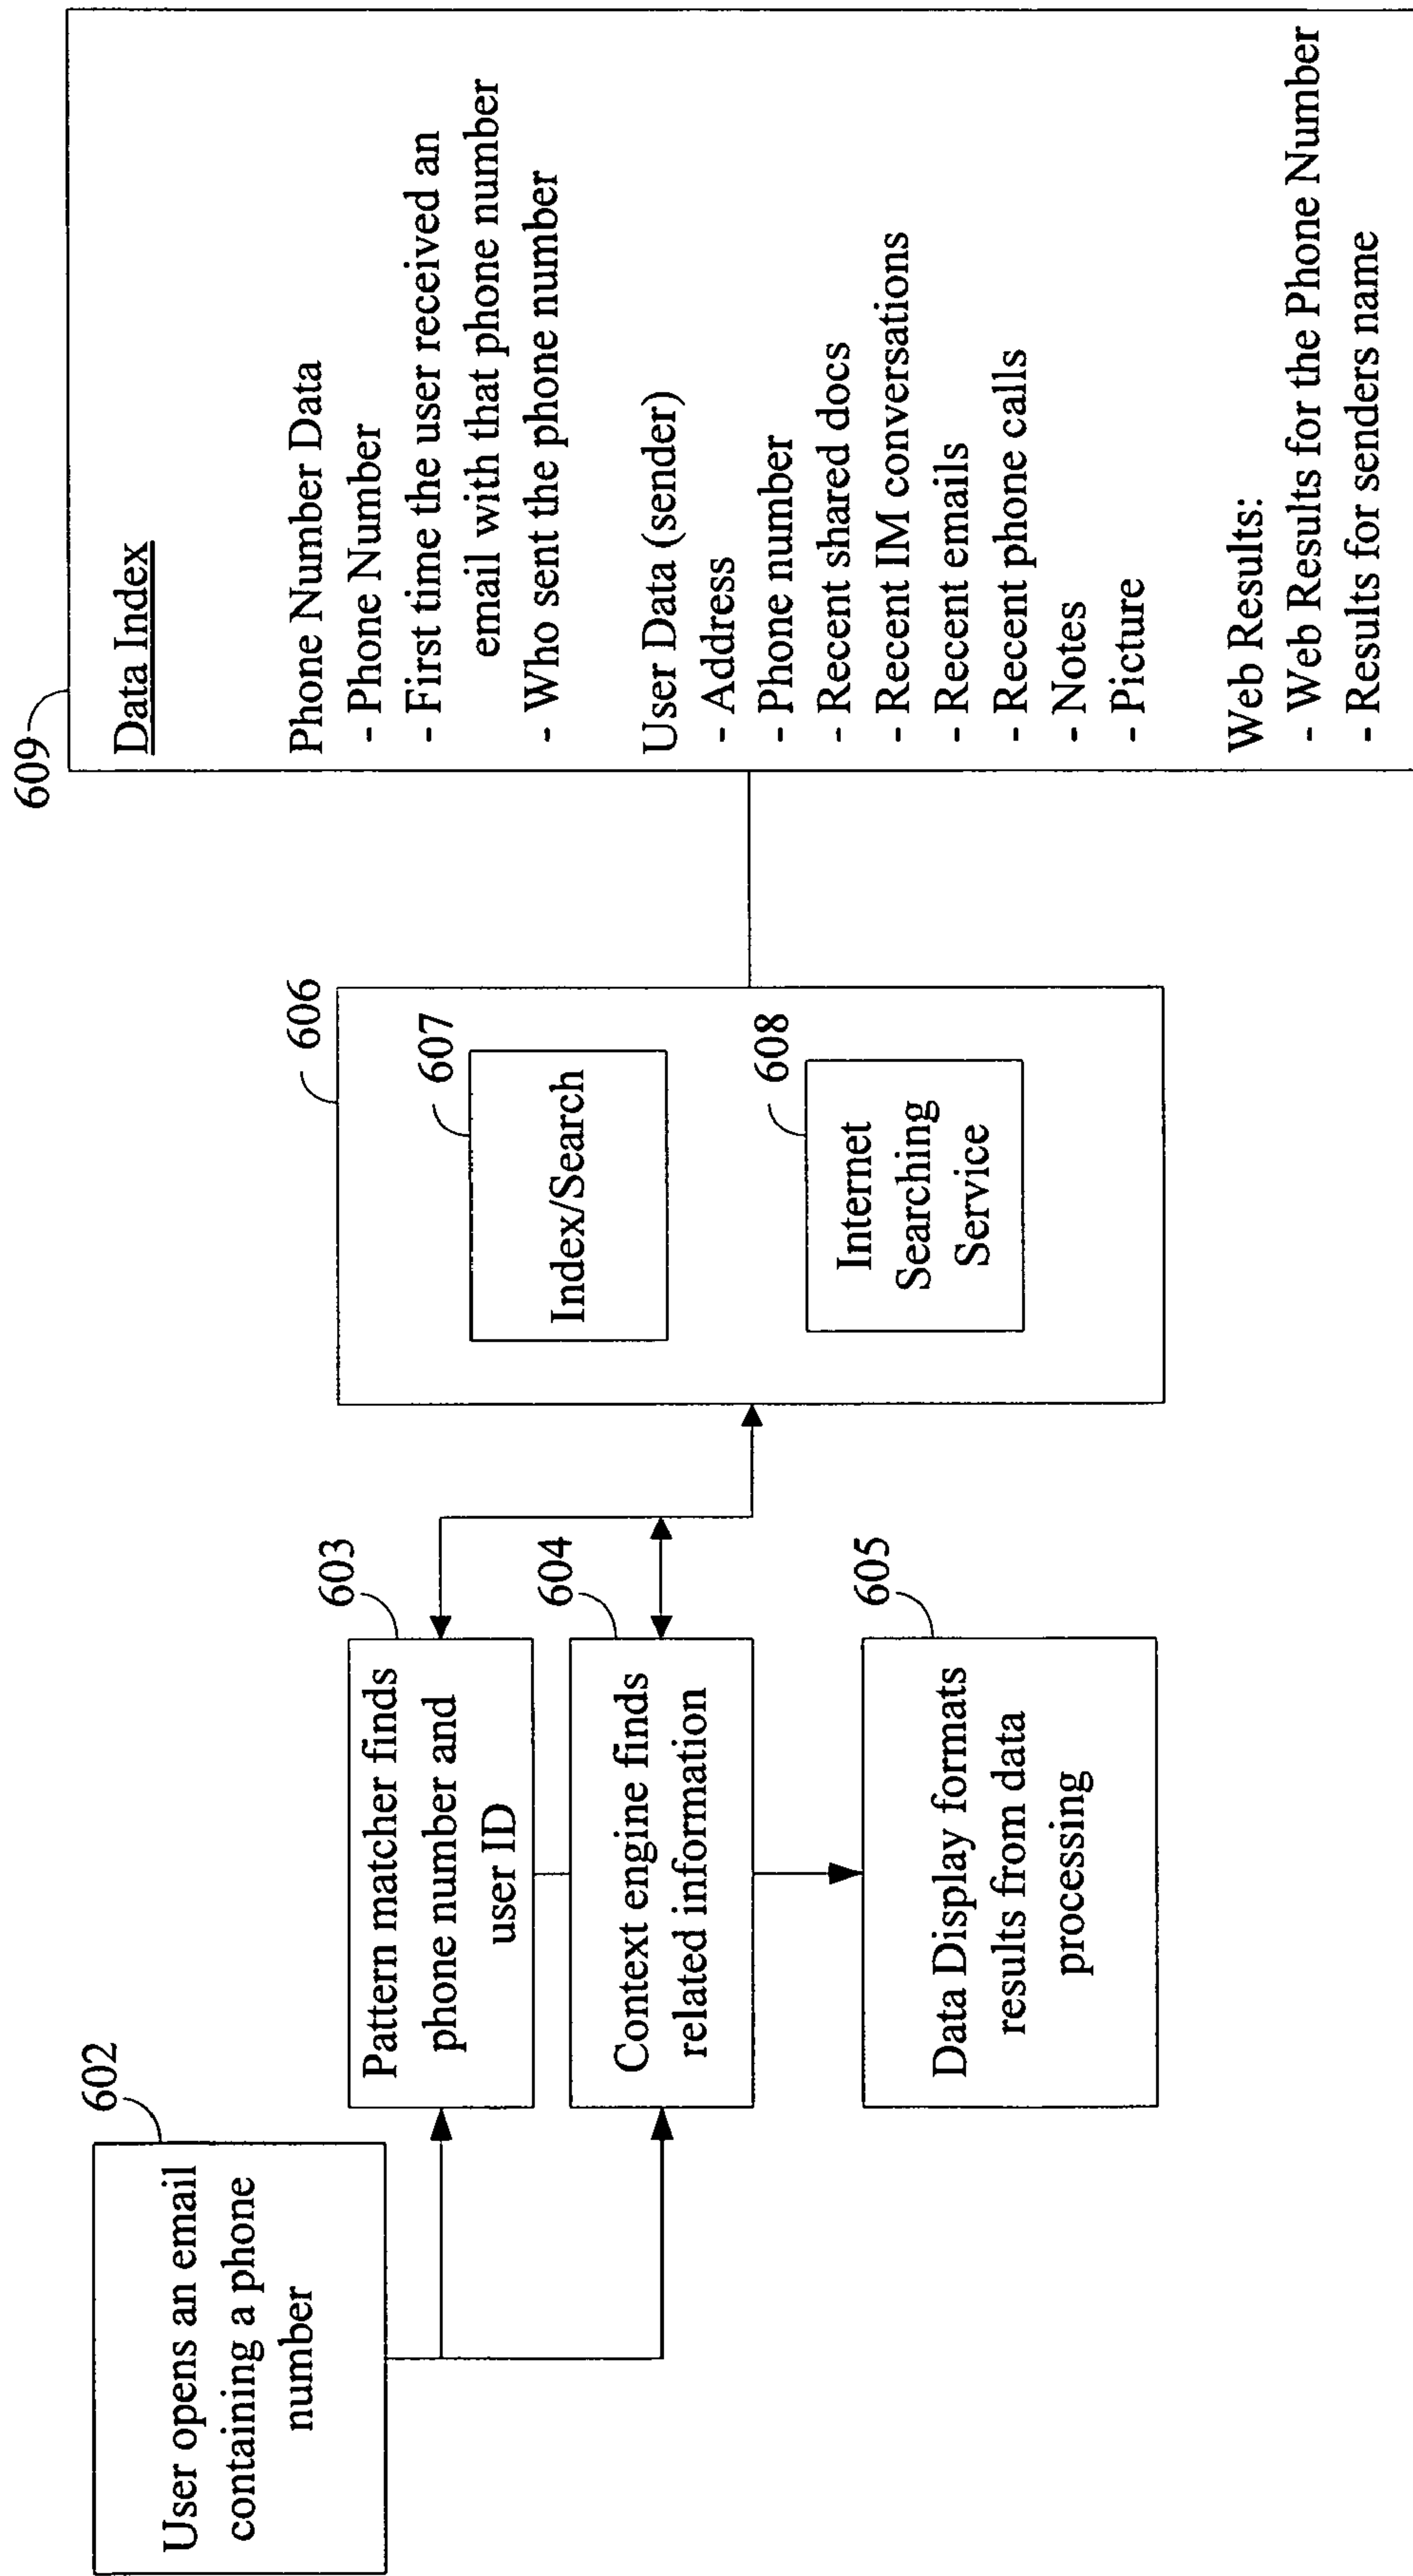 602
User opens an email
containing a phone
number
603
Pattern matcher finds
phone number and
user ID
604
Context engine finds
related information
605
Data Display formats
results from data
processing
606
607
Index/Search
608
Internet
Searching
Service
609
Data Index
Phone Number Data
- Phone Number
- First time the user received an
email with that phone number
- Who sent the phone number
User Data (sender)
- Address
- Phone number
- Recent shared docs
- Recent IM conversations
- Recent emails
- Recent phone calls
- Notes
- Picture
Web Results:
- Web Results for the Phone Number
- Results for senders name